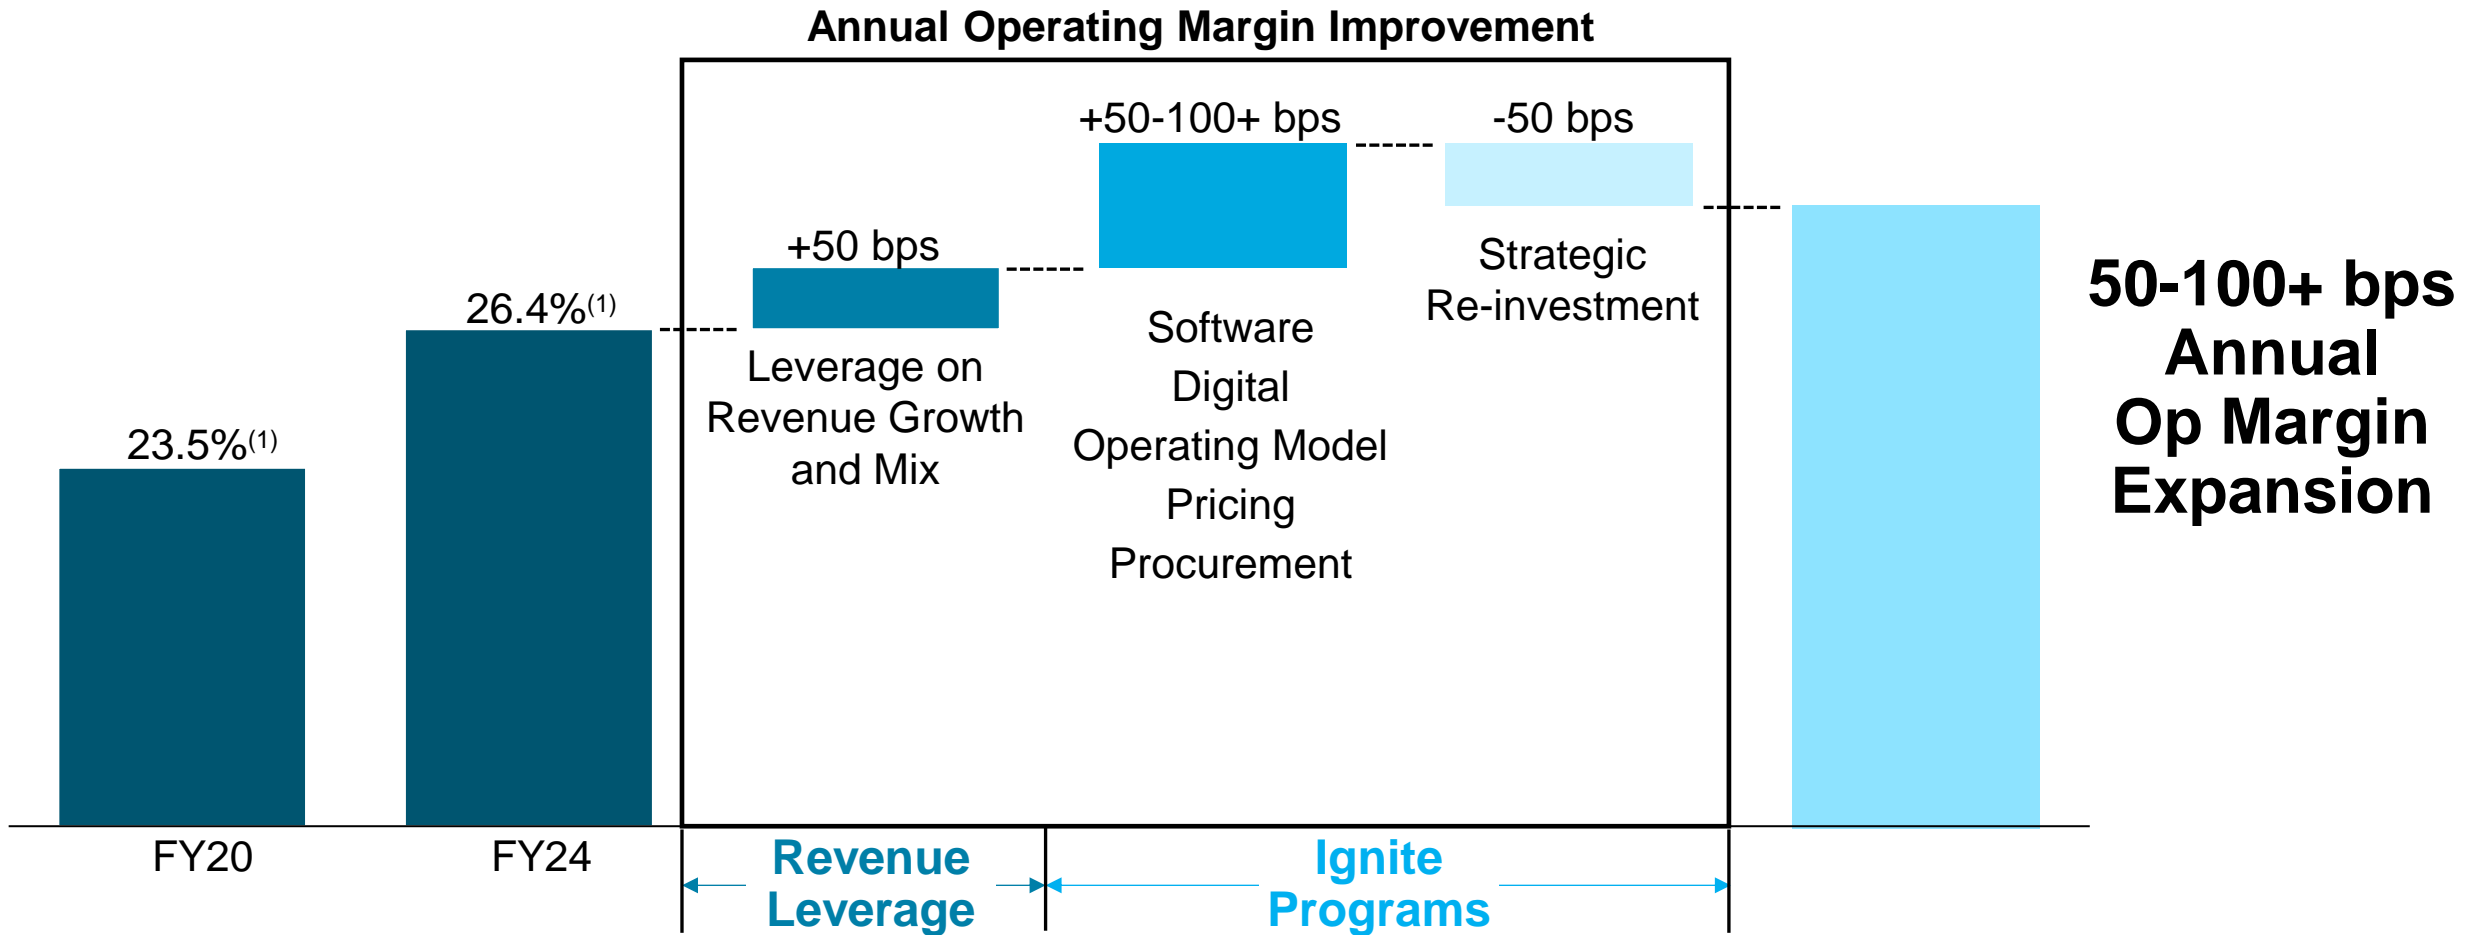 Annual Operating Margin Improvement
23.5%(1)
26.4%(1)
+50 bps
Leverage on
Revenue Growth
and Mix
+50-100+ bps
Software
Digital
Operating Model
Pricing
Procurement
-50 bps
Strategic
Re-investment
50-100+ bps
Annual
Op Margin
Expansion
FY20
FY24
Revenue
Leverage
Ignite
Programs